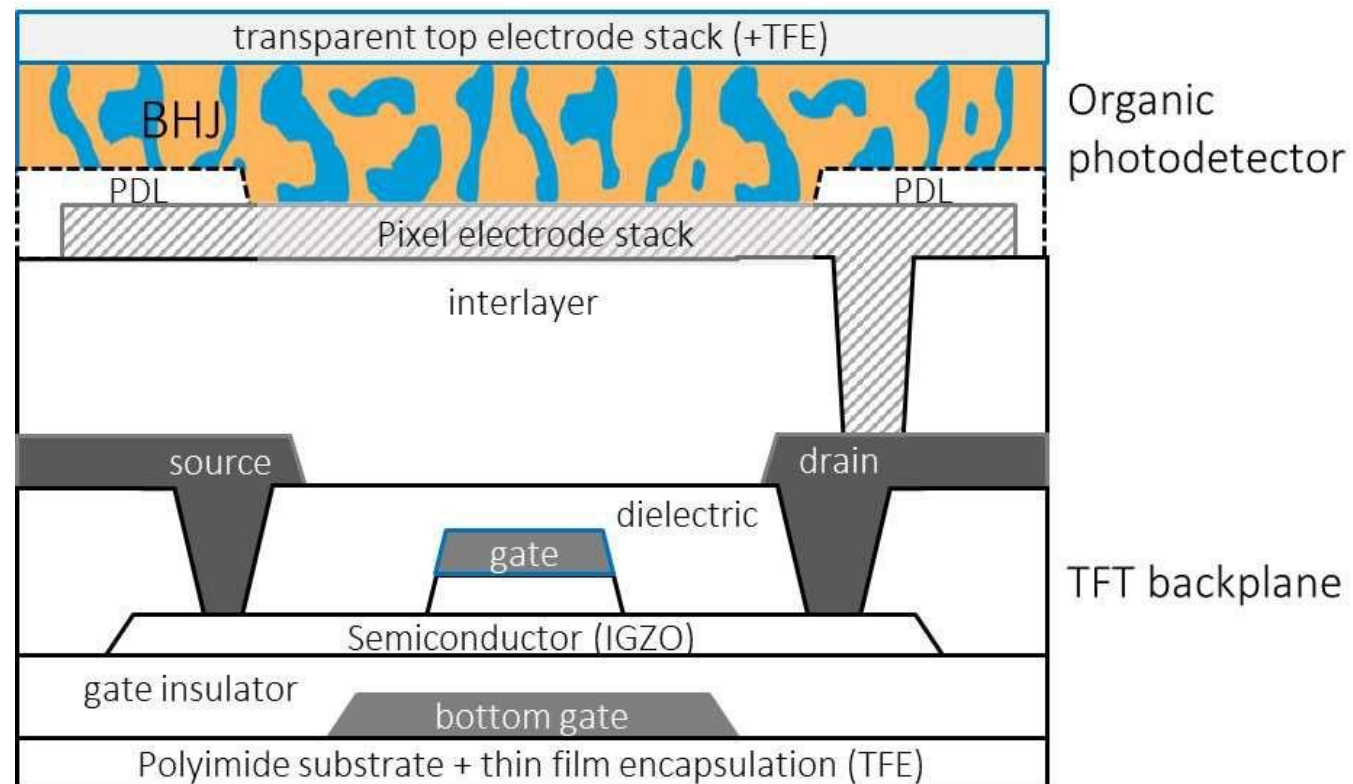 transparent top electrode stack (+TFE)
BHJ
Organic
photodetector
PDL
PDL
Pixel electrode stack
interlayer
source
drain
dielectric
gate
TFT backplane
Semiconductor (IGZO)
gate insulator
bottom gate
Polyimide substrate + thin film encapsulation (TFE)